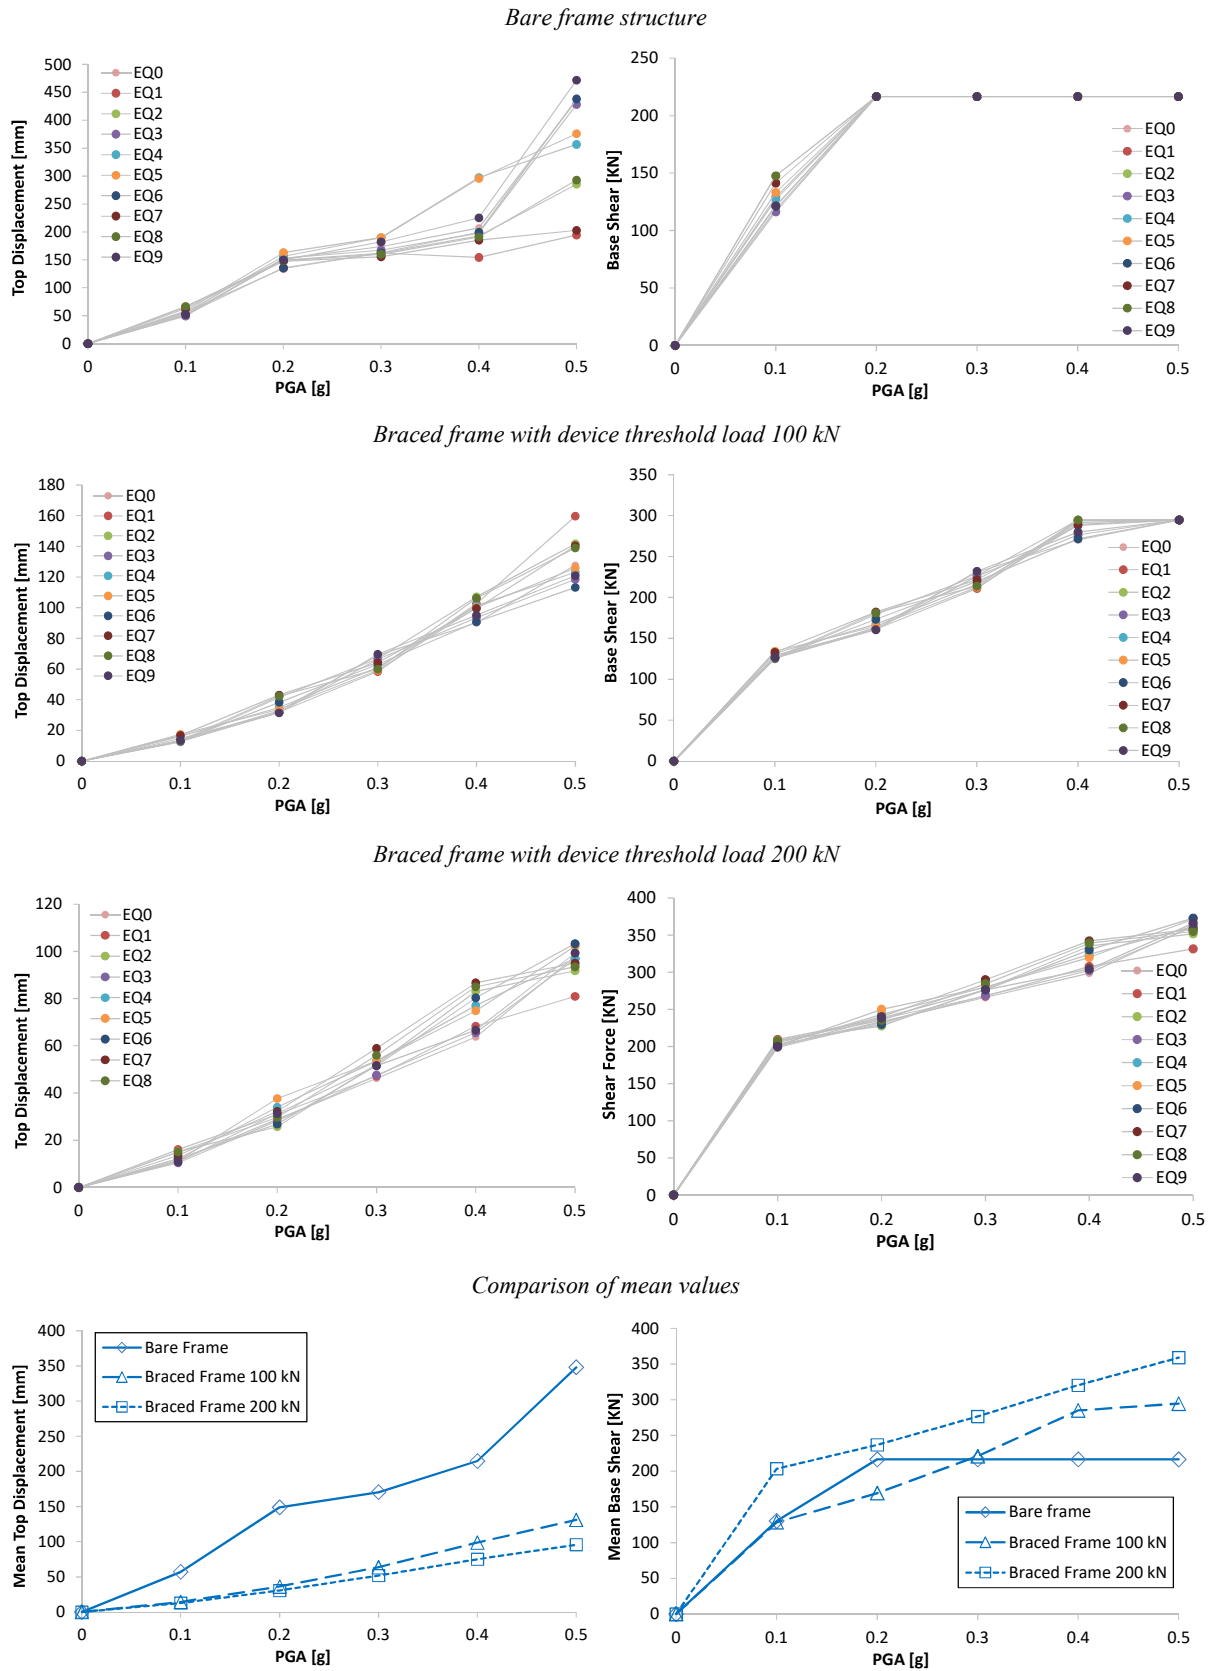 Bare frame structure
500
450
400
350
300
250
200
150
100
50
0
Top Displacement [mm]
EQ0
EQ1
EQ2
EQ3
EQ4
EQ5
EQ6
EQ7
EQ8
EQ9
0 0.1 0.2 0.3 0.4 0.5
PGA [g]
250
200
150
100
50
0
Base Shear [KN]
EQ0
EQ1
EQ2
EQ3
EQ4
EQ5
EQ6
EQ7
EQ8
EQ9
0 0.1 0.2 0.3 0.4 0.5
PGA [g]
Braced frame with device threshold load 100 kN
180
160
140
120
100
80
60
40
20
0
Top Displacement [mm]
EQ0
EQ1
EQ2
EQ3
EQ4
EQ5
EQ6
EQ7
EQ8
EQ9
0 0.1 0.2 0.3 0.4 0.5
PGA [g]
350
300
250
200
150
100
50
0
Base Shear [KN]
EQ0
EQ1
EQ2
EQ3
EQ4
EQ5
EQ6
EQ7
EQ8
EQ9
0 0.1 0.2 0.3 0.4 0.5
PGA [g]
Braced frame with device threshold load 200 kN
120
100
80
60
40
20
0
Top Displacement [mm]
EQ0
EQ1
EQ2
EQ3
EQ4
EQ5
EQ6
EQ7
EQ8
0 0.1 0.2 0.3 0.4 0.5
PGA [g]
400
350
300
250
200
150
100
50
0
Shear Force [KN]
EQ0
EQ1
EQ2
EQ3
EQ4
EQ5
EQ6
EQ7
EQ8
EQ9
0 0.1 0.2 0.3 0.4 0.5
PGA [g]
Comparison of mean values
400
350
300
250
200
150
100
50
0
Mean Top Displacement [mm]
Bare Frame
Braced Frame 100 kN
Braced Frame 200 kN
0 0.1 0.2 0.3 0.4 0.5
PGA [g]
400
350
300
250
200
150
100
50
0
Mean Base Shear [KN]
Bare frame
Braced Frame 100 kN
Braced Frame 200 kN
0 0.1 0.2 0.3 0.4 0.5
PGA [g]